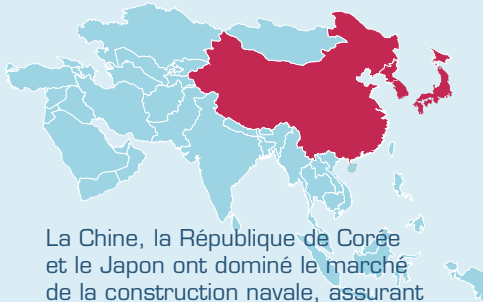 La Chine, la République de Corée
et le Japon ont dominé le marché
de la construction navale, assurant